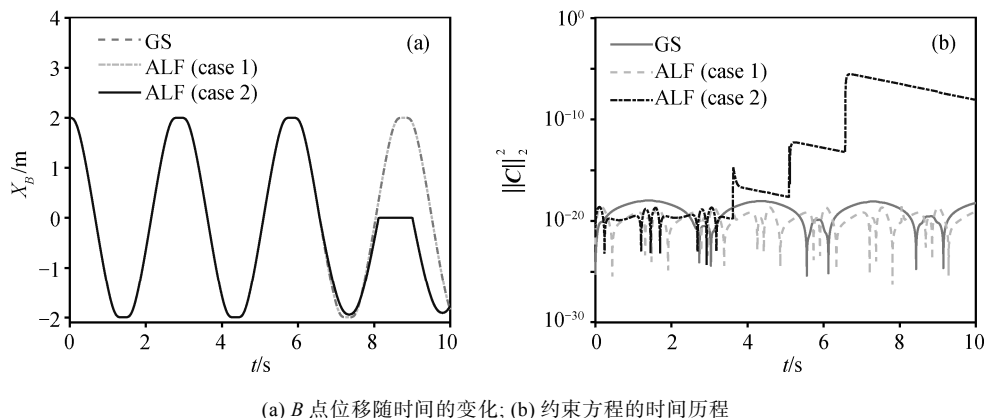 4
3
2
1
0
−1
−2
X_B/m
0 2 4 6 8 10
t/s
(a)
GS
ALF (case 1)
ALF (case 2)
10^0
10^−10
10^−20
10^−30
||C||_2^2
0 2 4 6 8 10
t/s
(b)
GS
ALF (case 1)
ALF (case 2)
(a) B 点位移随时间的变化; (b) 约束方程的时间历程